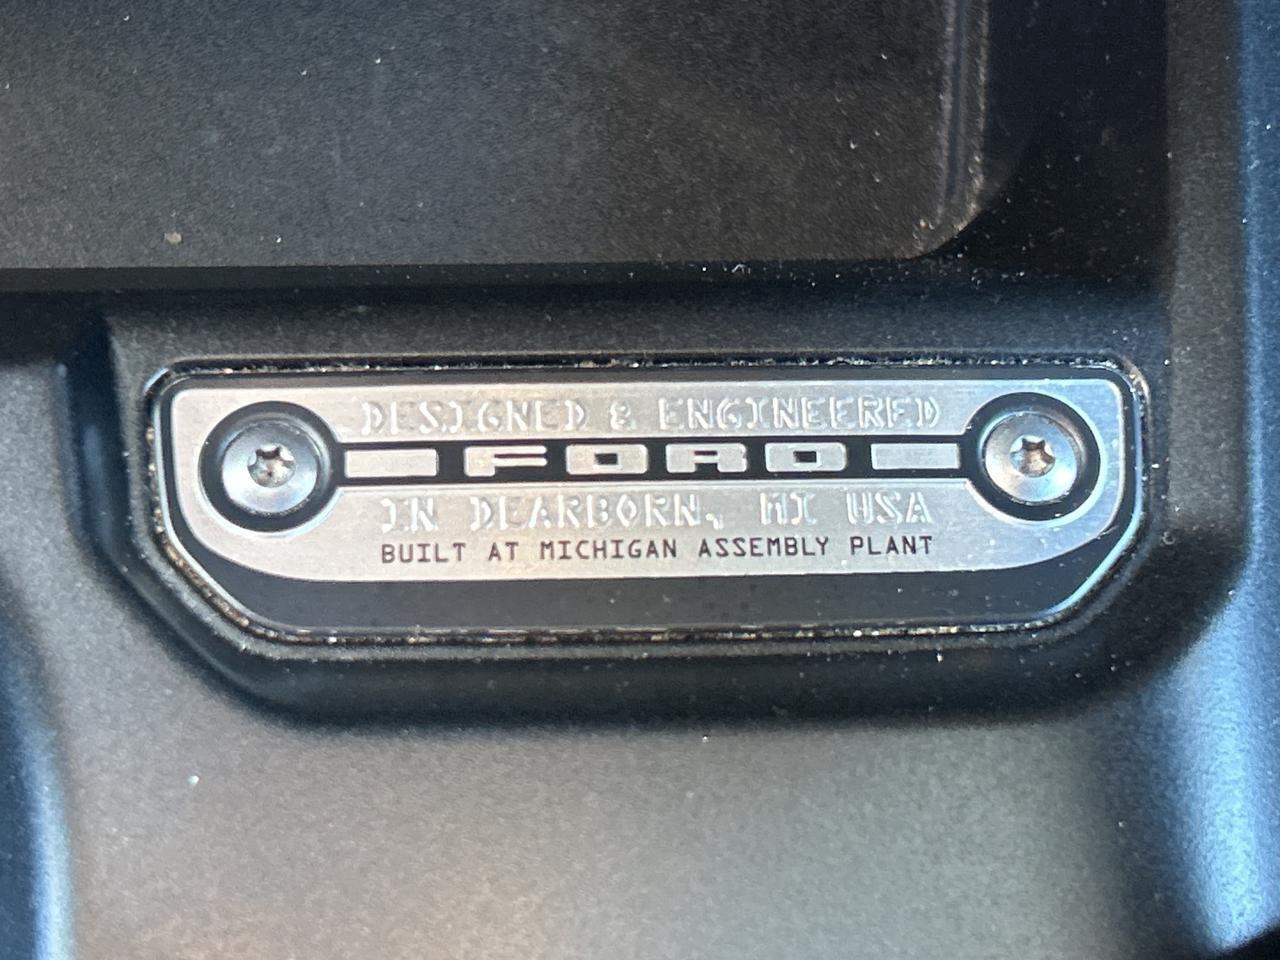 DESIGNED & ENGINEERED
FORD
IN DEARBORN, MI USA
BUILT AT MICHIGAN ASSEMBLY PLANT